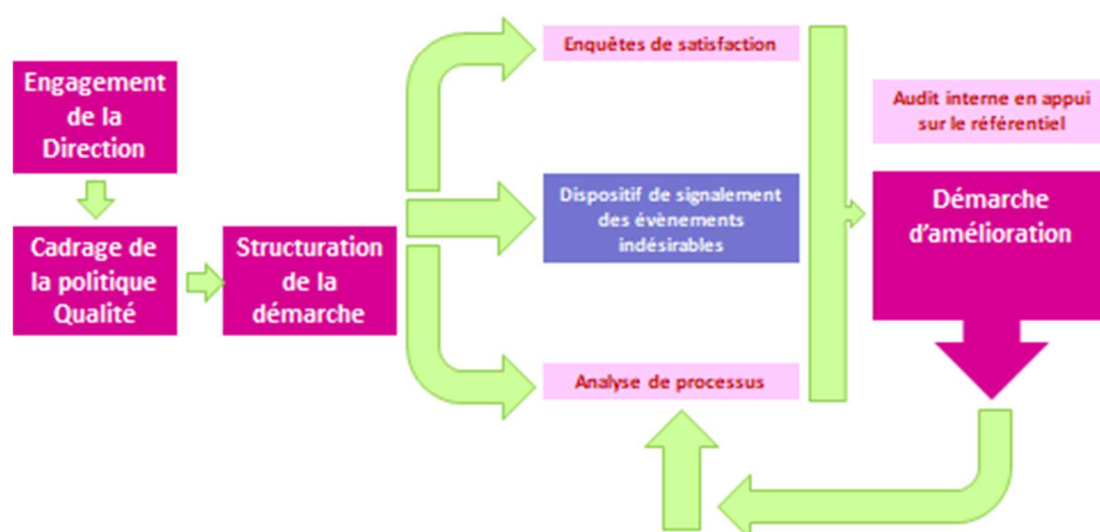 Engagement
de la
Direction
Cadrage de
la politique
Qualité
Structuration
de la
démarche
Enquêtes de satisfaction
Dispositif de signalement
des évènements
indésirables
Analyse de processus
Audit interne en appui
sur le référentiel
Démarche
d'amélioration